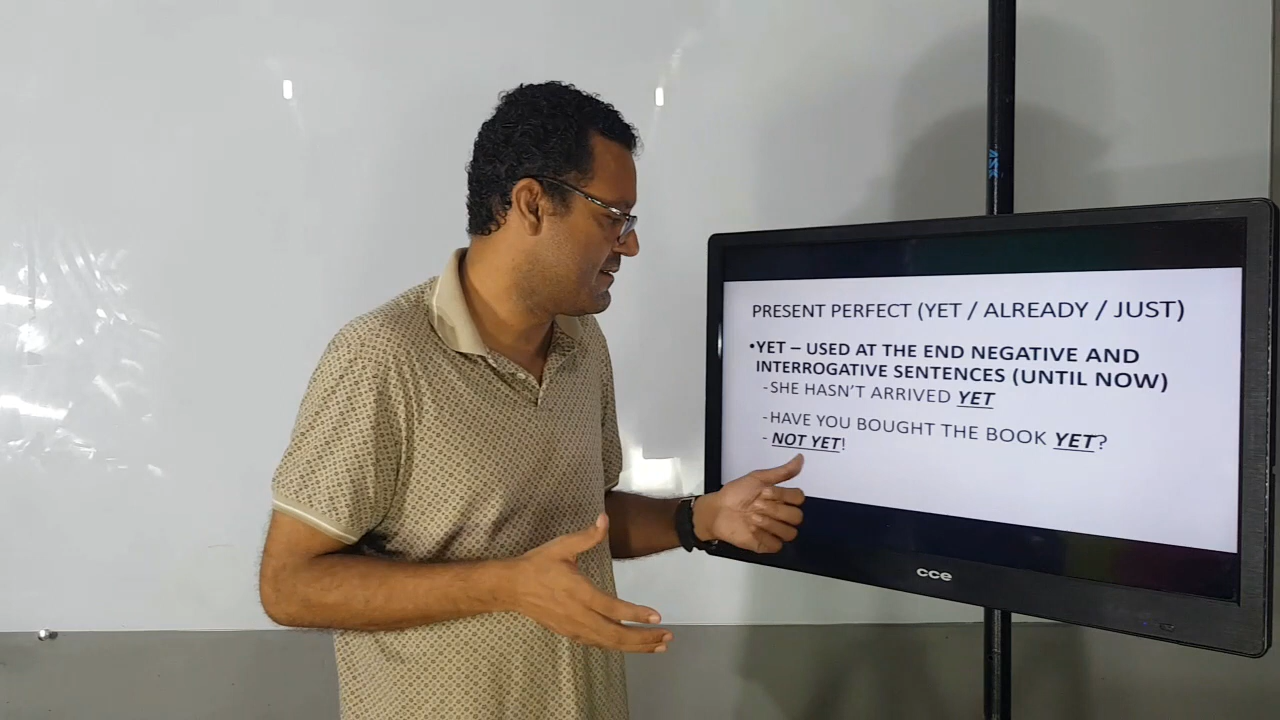 PRESENT PERFECT (YET / ALREADY / JUST)
•YET – USED AT THE END NEGATIVE AND
INTERROGATIVE SENTENCES (UNTIL NOW)
-SHE HASN'T ARRIVED YET
-HAVE YOU BOUGHT THE BOOK YET?
- NOT YET!
cce